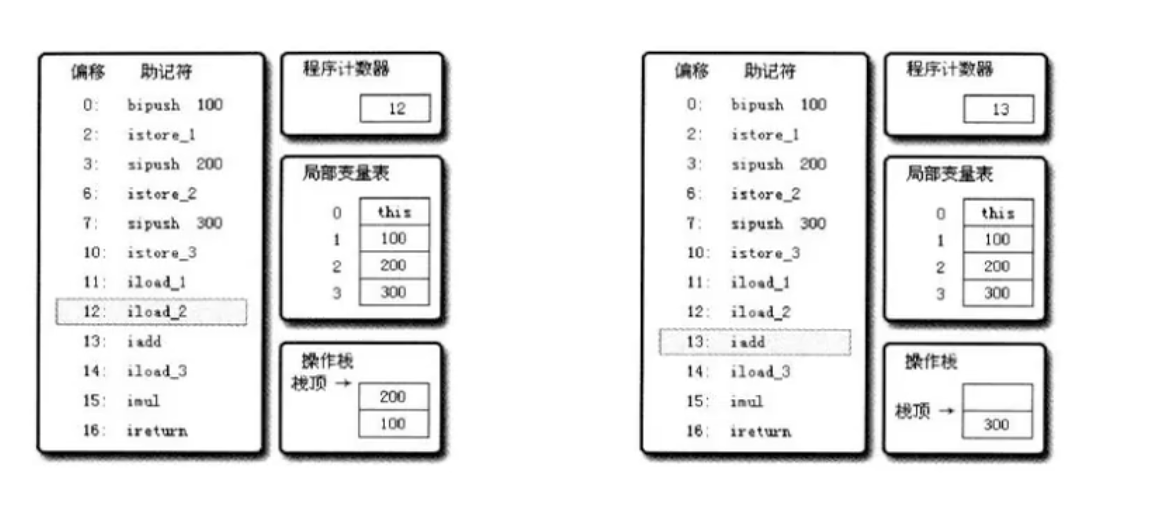 偏移 助记符
0: bipush 100
2: istore_1
3: sipush 200
6: istore_2
7: sipush 300
10: istore_3
11: iload_1
12: iload_2
13: iadd
14: iload_3
15: imul
16: ireturn
程序计数器
12
局部变量表
0 this
1 100
2 200
3 300
操作栈
栈顶 →
200
100
偏移 助记符
0: bipush 100
2: istore_1
3: sipush 200
6: istore_2
7: sipush 300
10: istore_3
11: iload_1
12: iload_2
13: iadd
14: iload_3
15: imul
16: ireturn
程序计数器
13
局部变量表
0 this
1 100
2 200
3 300
操作栈
栈顶 →
300